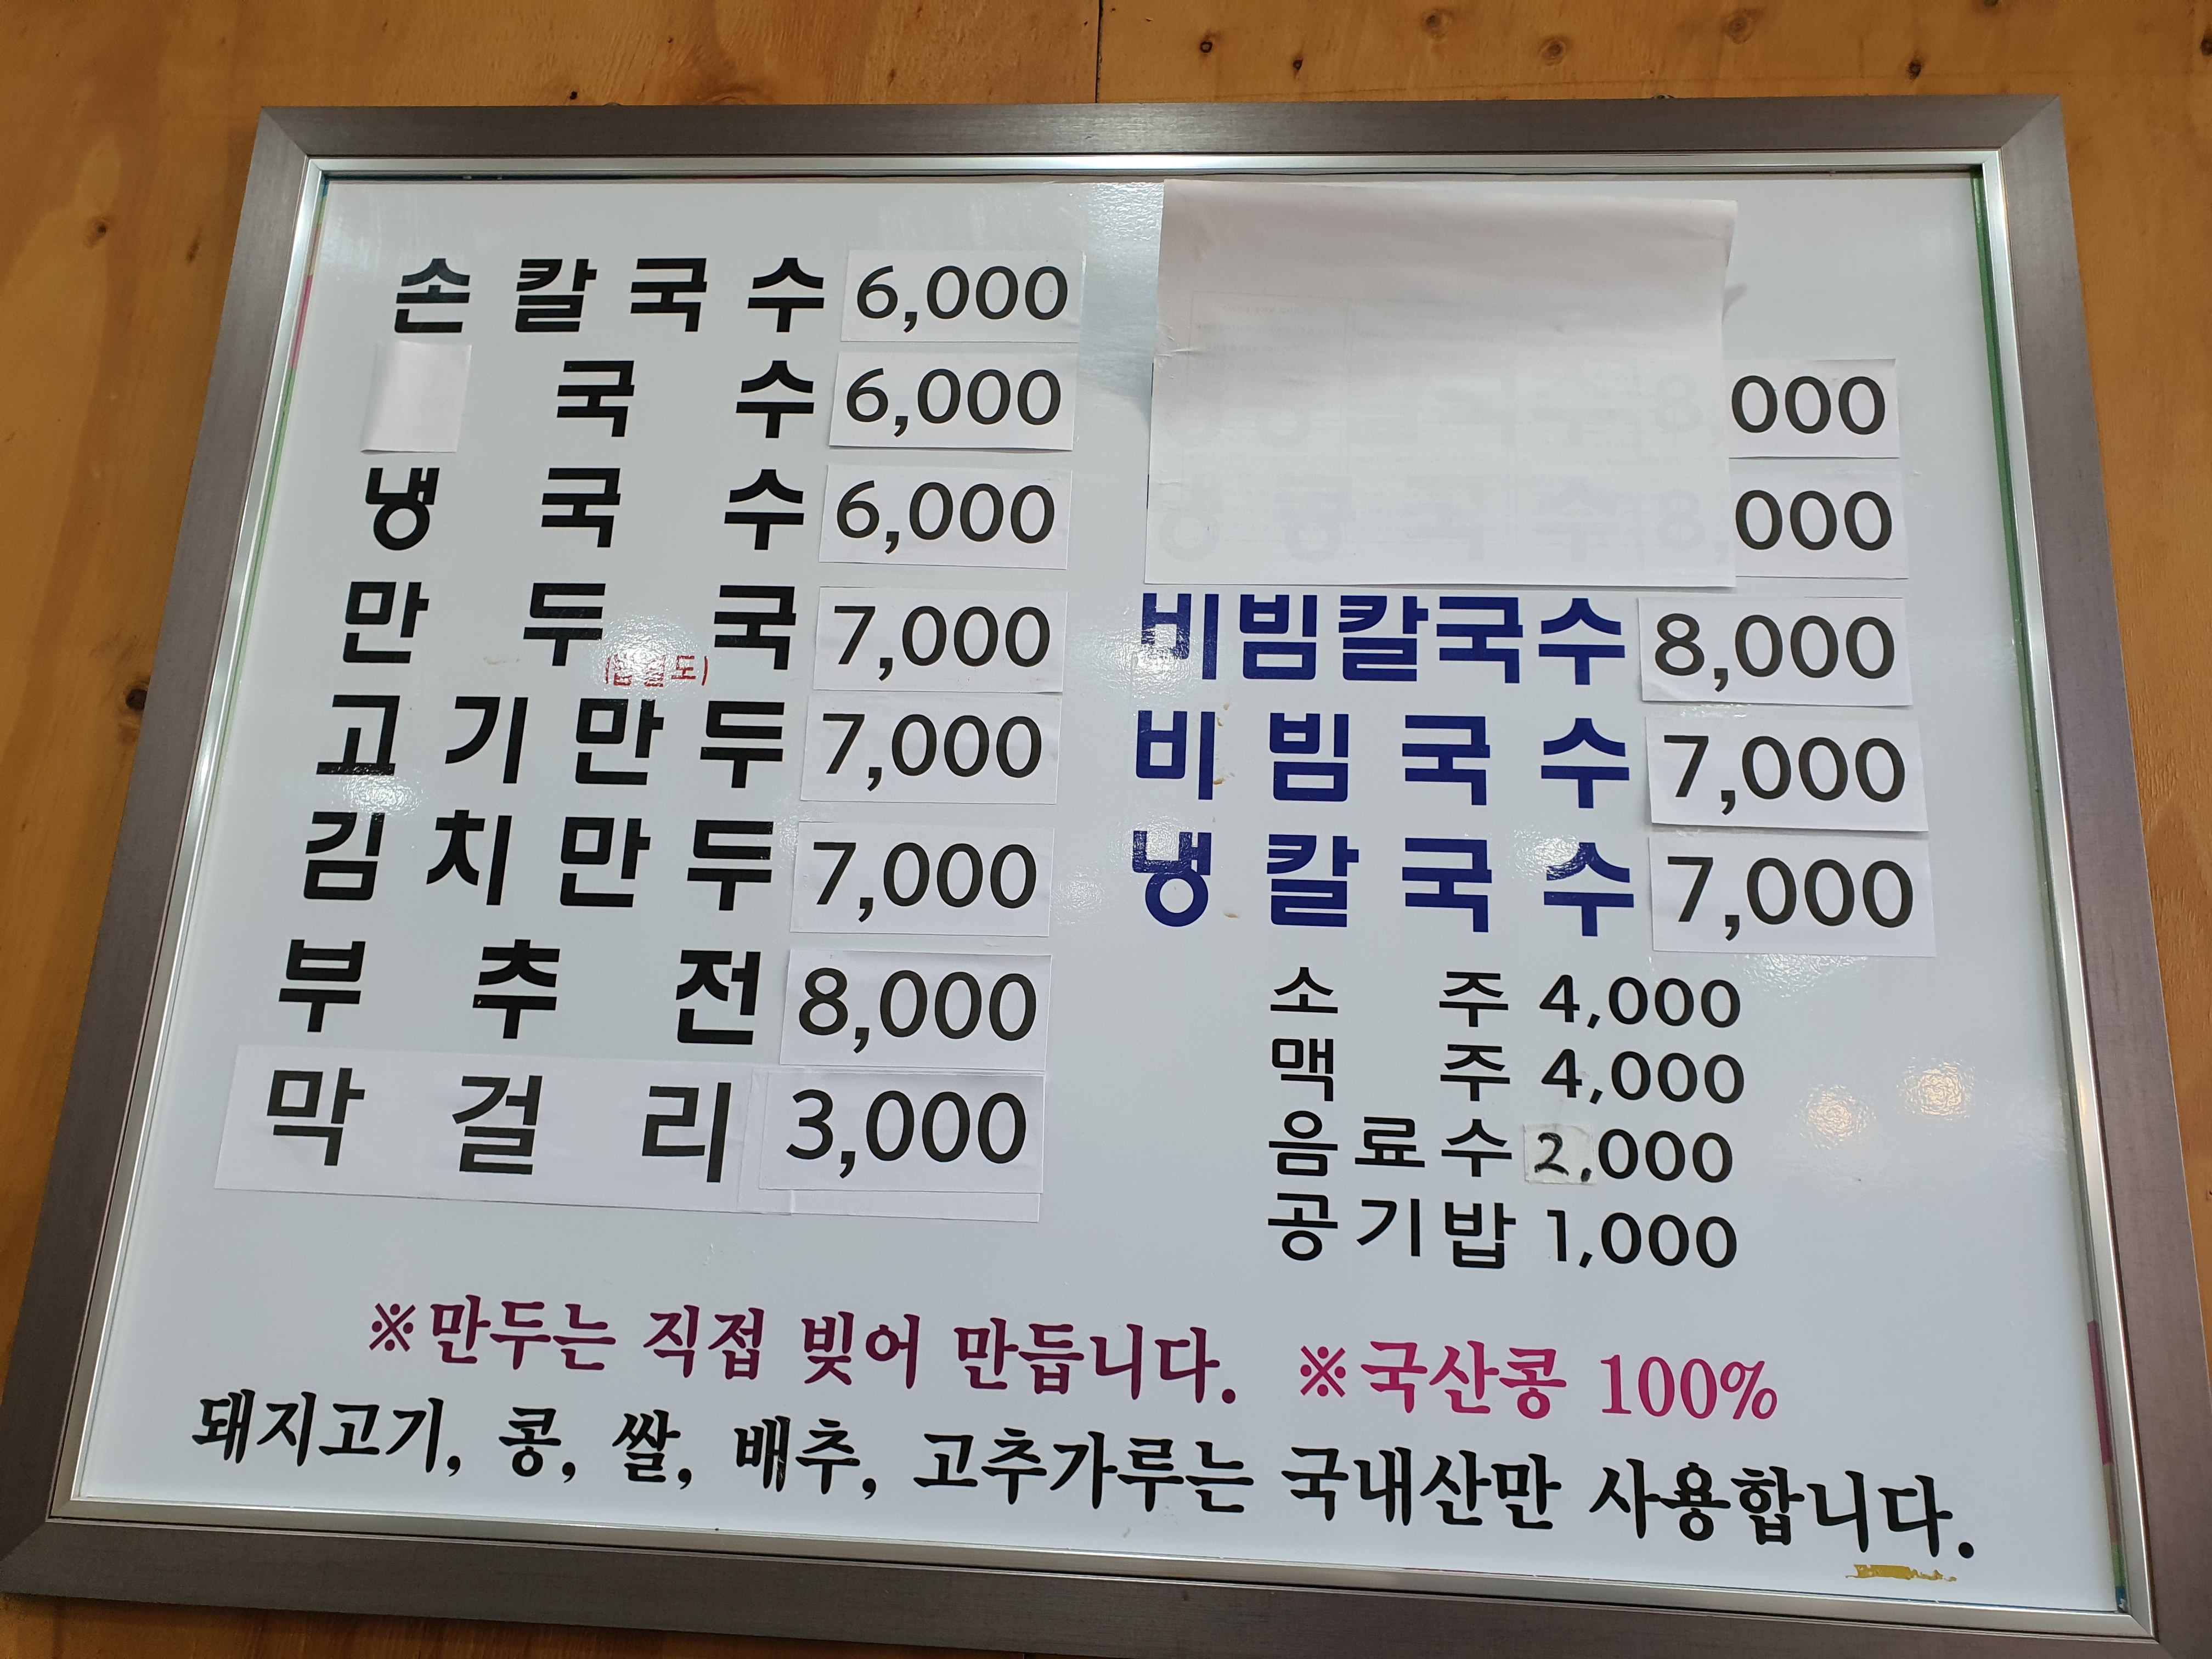 손칼국수 6,000
국수 6,000
냉국수 6,000
만두국 7,000
고기만두 7,000
김치만두 7,000
부추전 8,000
막걸리 3,000
000
냉콩국수 8,000
비빔칼국수 8,000
비빔국수 7,000
냉칼국수 7,000
소주 4,000
맥주 4,000
음료수 2,000
공기밥 1,000
※만두는 직접 빚어 만듭니다. ※국산콩 100%
돼지고기, 콩, 쌀, 배추, 고추가루는 국내산만 사용합니다.